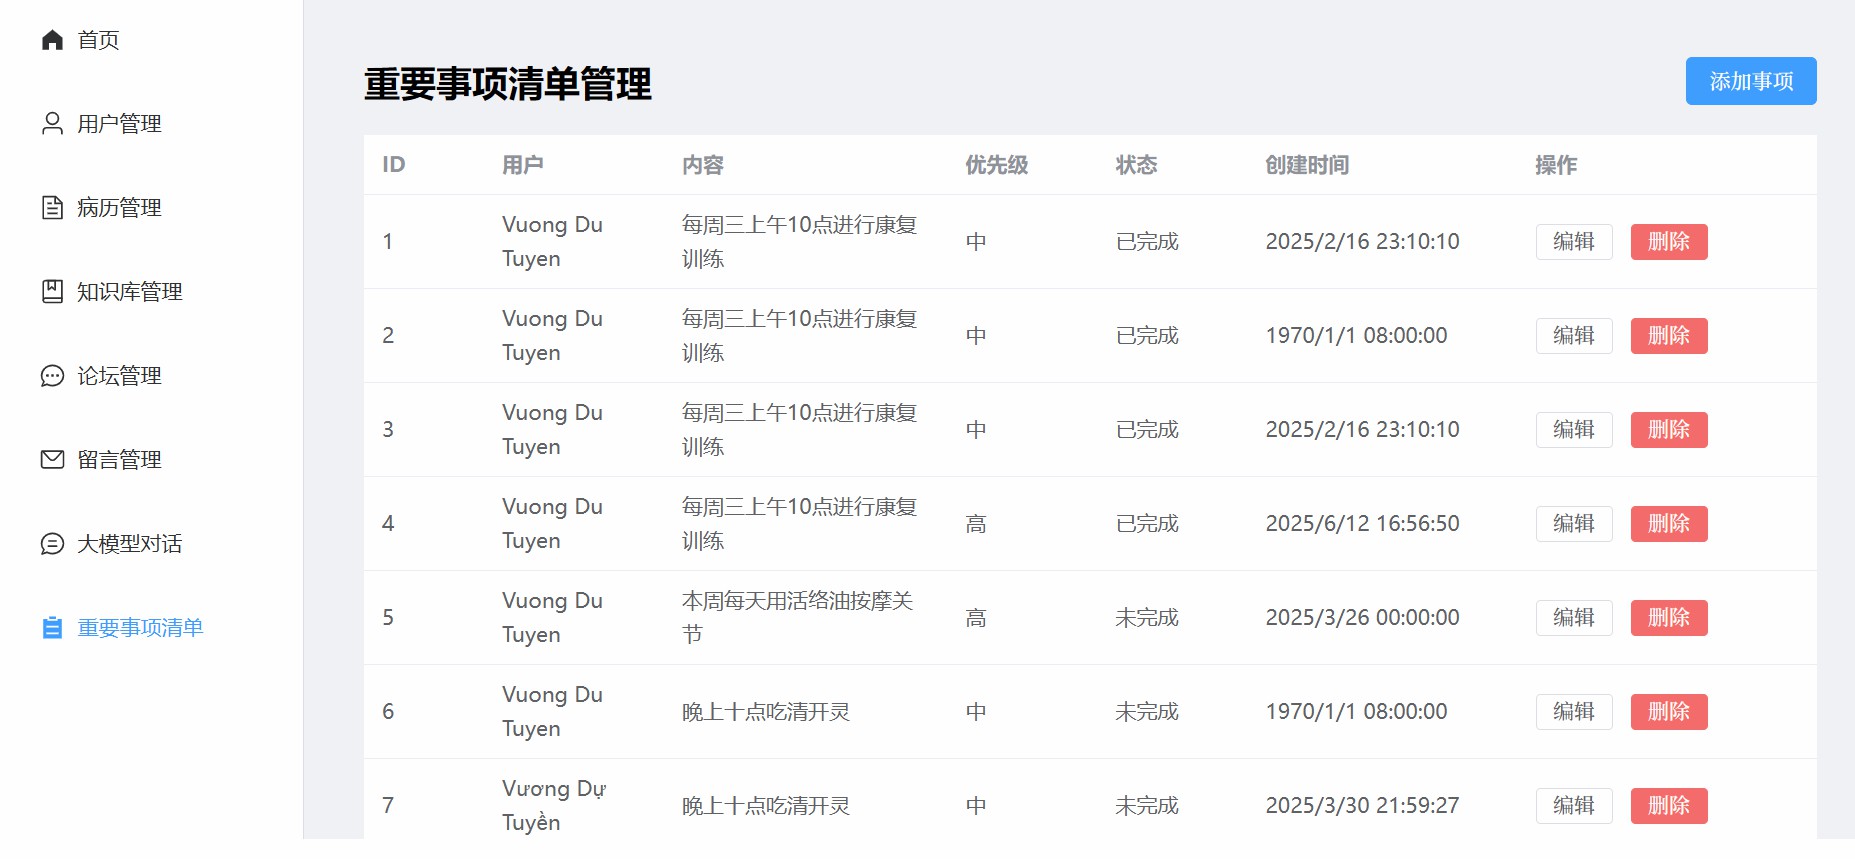 首页
用户管理
病历管理
知识库管理
论坛管理
留言管理
大模型对话
重要事项清单
重要事项清单管理
添加事项
ID 用户 内容 优先级 状态 创建时间 操作
1 Vuong Du Tuyen 每周三上午10点进行康复训练 中 已完成 2025/2/16 23:10:10 编辑 删除
2 Vuong Du Tuyen 每周三上午10点进行康复训练 中 已完成 1970/1/1 08:00:00 编辑 删除
3 Vuong Du Tuyen 每周三上午10点进行康复训练 中 已完成 2025/2/16 23:10:10 编辑 删除
4 Vuong Du Tuyen 每周三上午10点进行康复训练 高 已完成 2025/6/12 16:56:50 编辑 删除
5 Vuong Du Tuyen 本周每天用活络油按摩关节 高 未完成 2025/3/26 00:00:00 编辑 删除
6 Vuong Du Tuyen 晚上十点吃清开灵 中 未完成 1970/1/1 08:00:00 编辑 删除
7 Vương Dự Tuyền 晚上十点吃清开灵 中 未完成 2025/3/30 21:59:27 编辑 删除